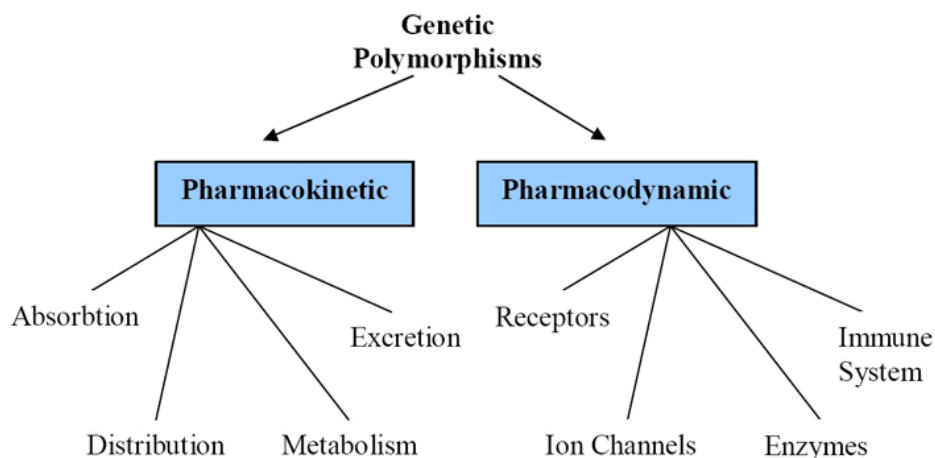 Genetic
Polymorphisms
Pharmacokinetic
Pharmacodynamic
Absorbtion
Excretion
Distribution
Metabolism
Receptors
Immune
System
Ion Channels
Enzymes